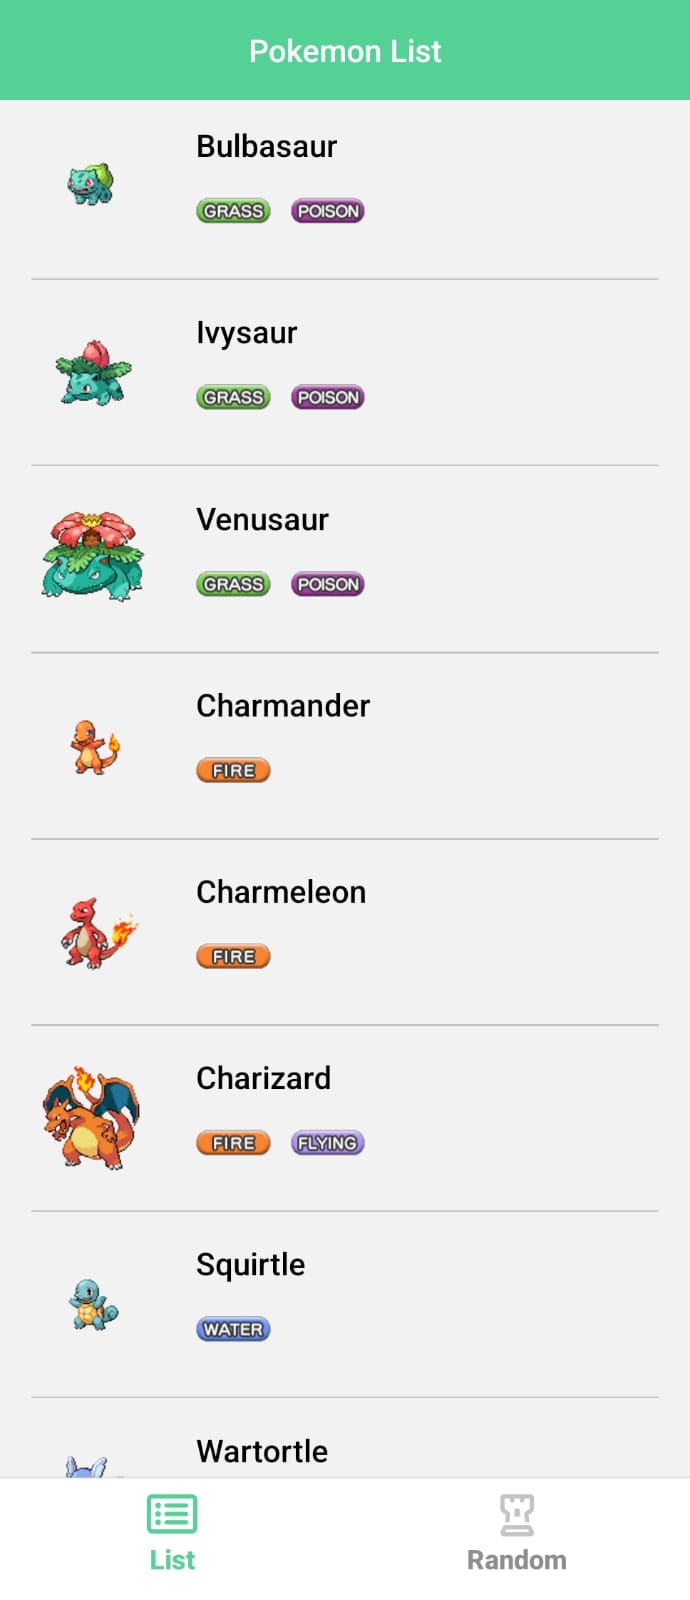 Pokemon List
Bulbasaur
GRASS POISON
Ivysaur
GRASS POISON
Venusaur
GRASS POISON
Charmander
FIRE
Charmeleon
FIRE
Charizard
FIRE FLYING
Squirtle
WATER
Wartortle
List Random